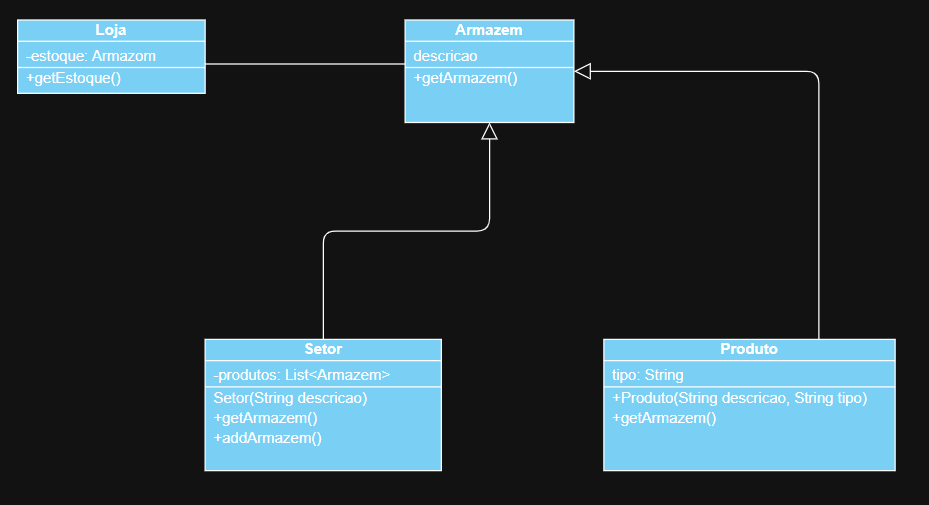 Loja
-estoque: Armazom
+getEstoque()
Armazem
descricao
+getArmazem()
Setor
-produtos: List<Armazem>
Setor(String descricao)
+getArmazem()
+addArmazem()
Produto
tipo: String
+Produto(String descricao, String tipo)
+getArmazem()